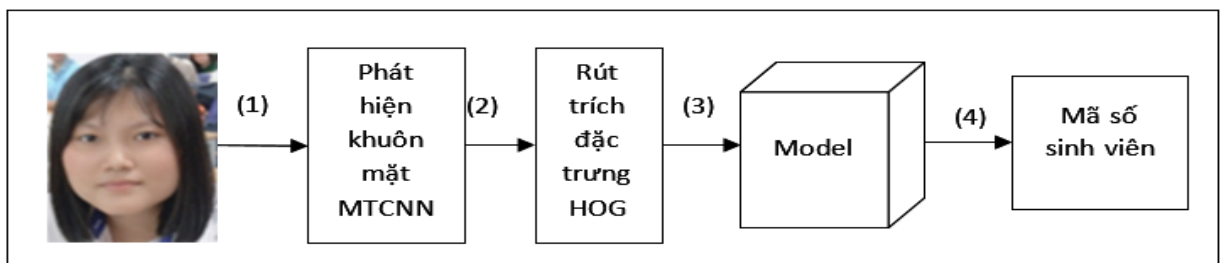 (1)
Phát
hiện
khuôn
mặt
MTCNN
(2)
Rút
trích
đặc
trưng
HOG
(3)
Model
(4)
Mã số
sinh viên